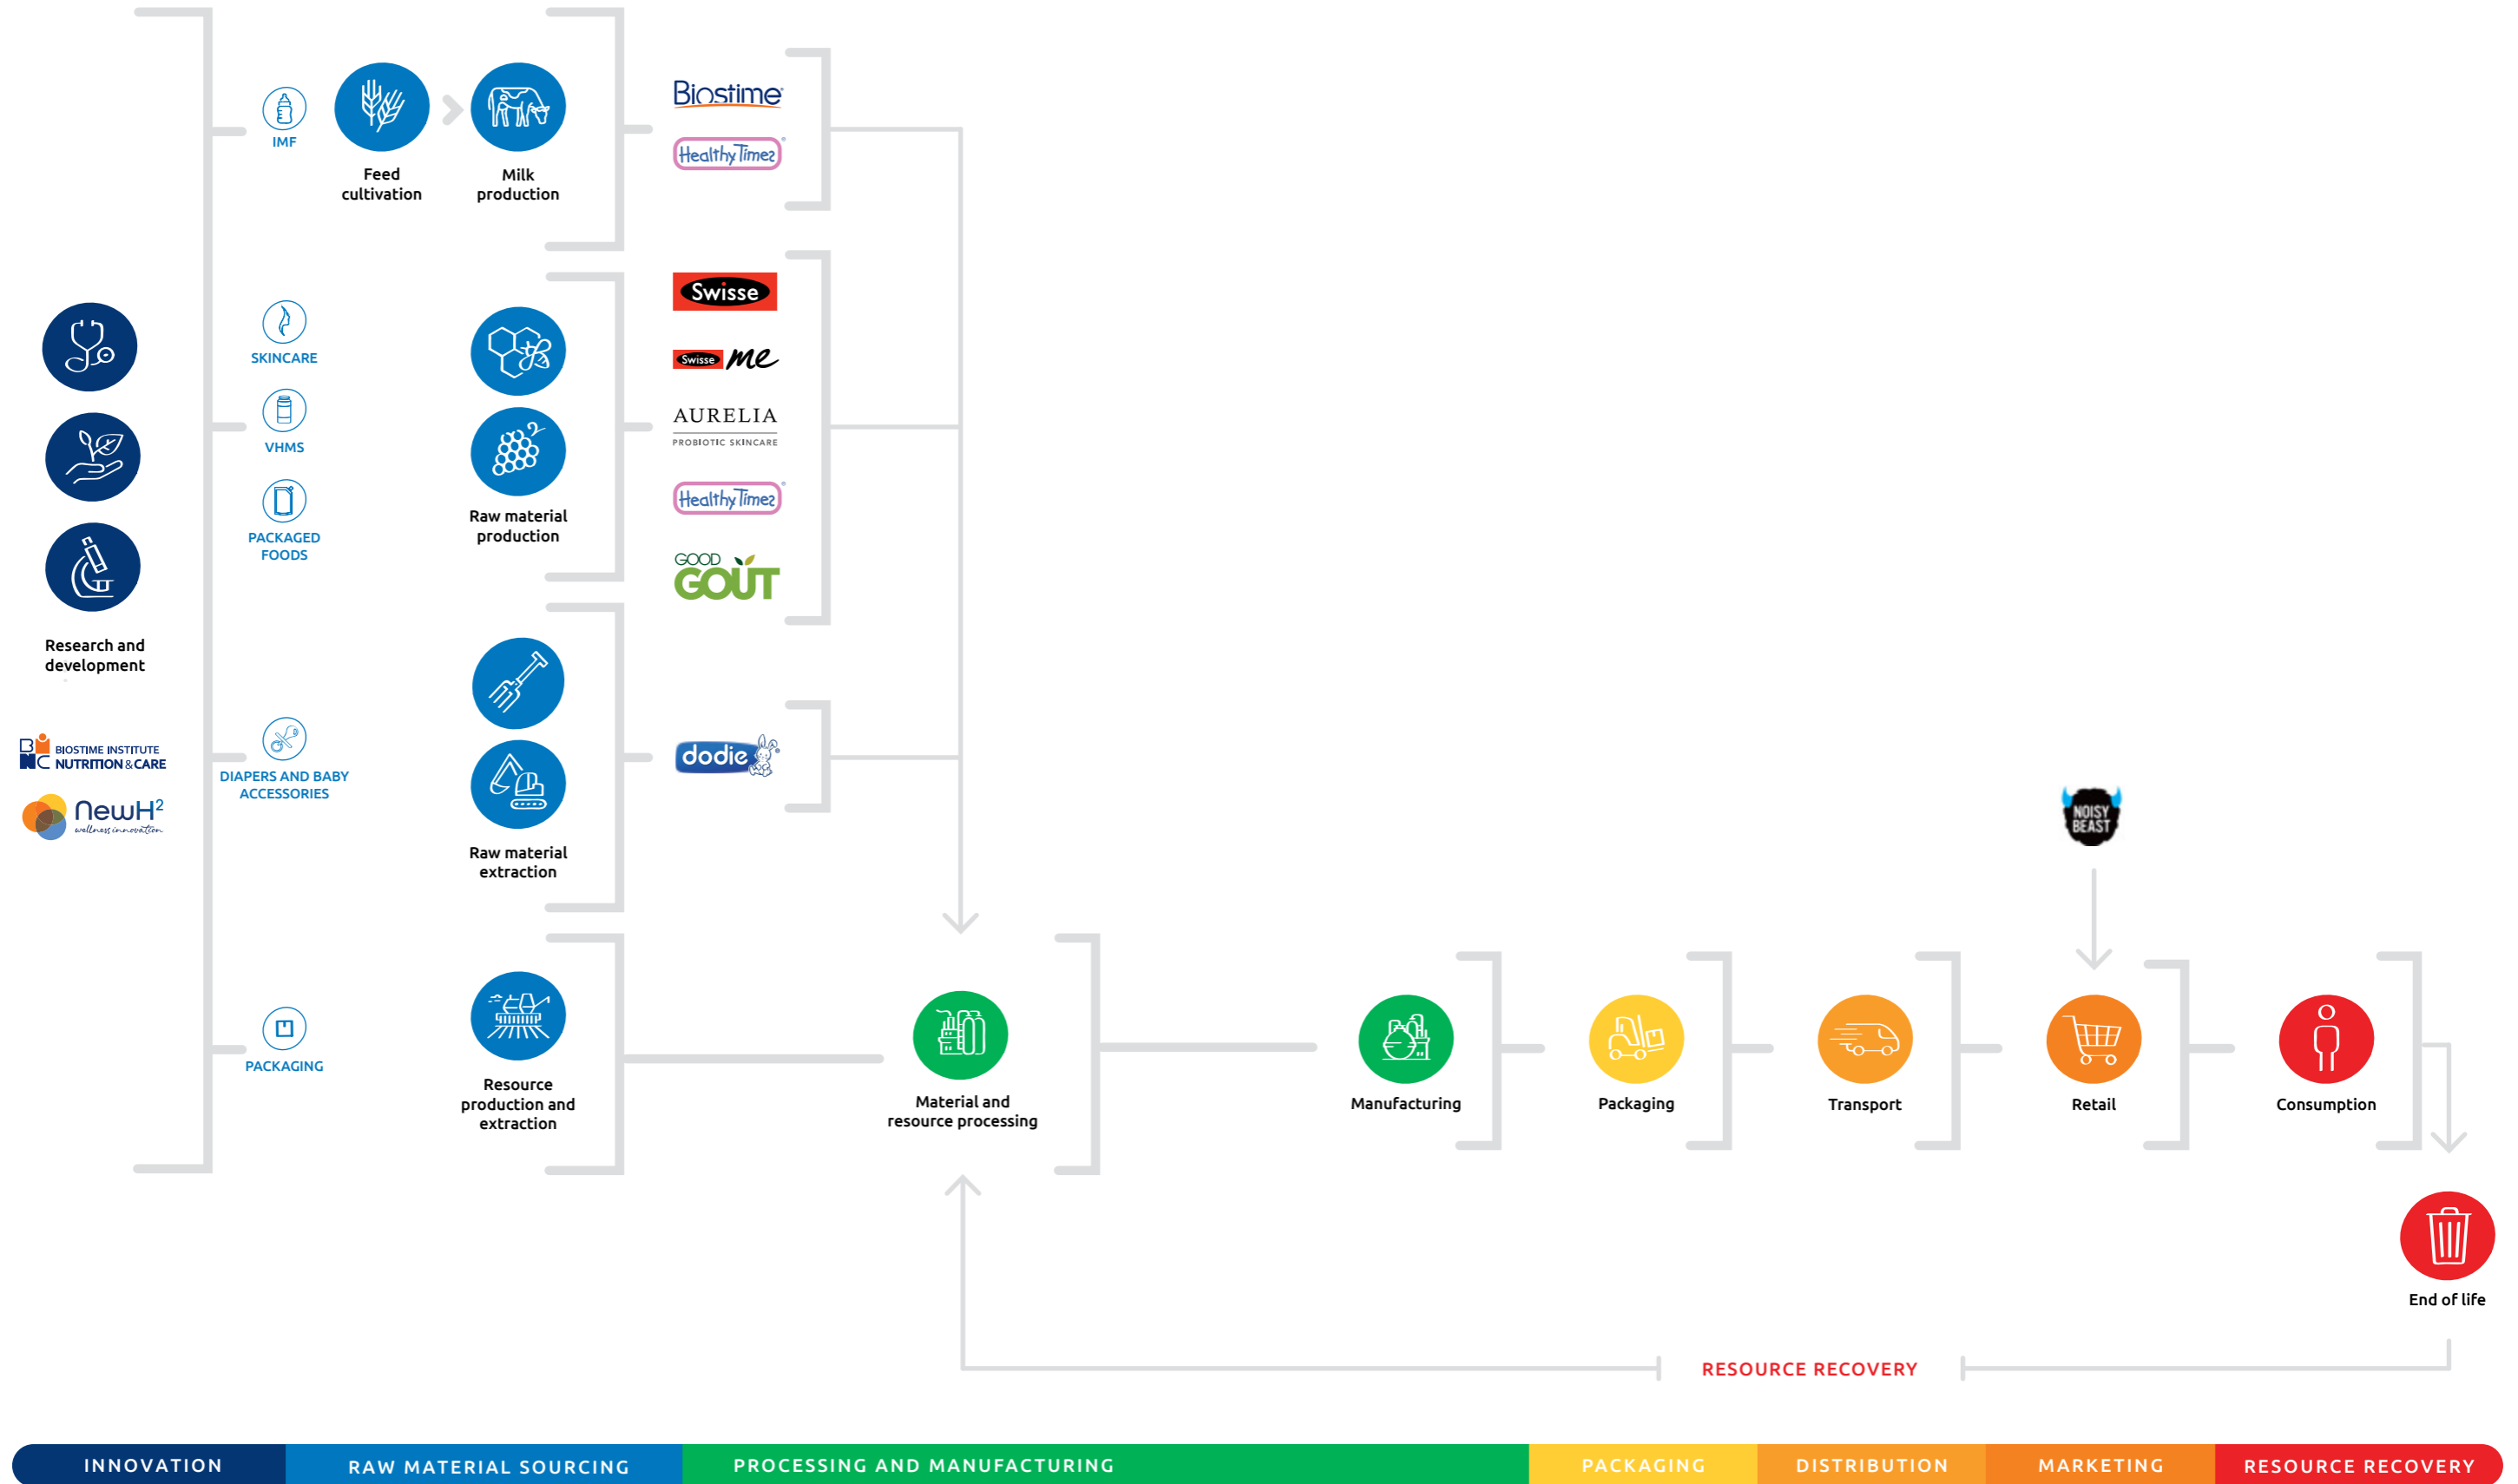 Research and
development
BIOSTIME INSTITUTE
NUTRITION & CARE
NewH²
wellness innovation
IMF
SKINCARE
VHMS
PACKAGED
FOODS
DIAPERS AND BABY
ACCESSORIES
PACKAGING
Feed
cultivation
Milk
production
Raw material
production
Raw material
extraction
Resource
production and
extraction
Biostime
Healthy Times®
Swisse
Swisse me
AURELIA
PROBIOTIC SKINCARE
Healthy Times®
GOOD
GOÛT
dodie®
Material and
resource processing
Manufacturing
Packaging
Transport
NOISY
BEAST
Retail
Consumption
End of life
RESOURCE RECOVERY
INNOVATION
RAW MATERIAL SOURCING
PROCESSING AND MANUFACTURING
PACKAGING
DISTRIBUTION
MARKETING
RESOURCE RECOVERY